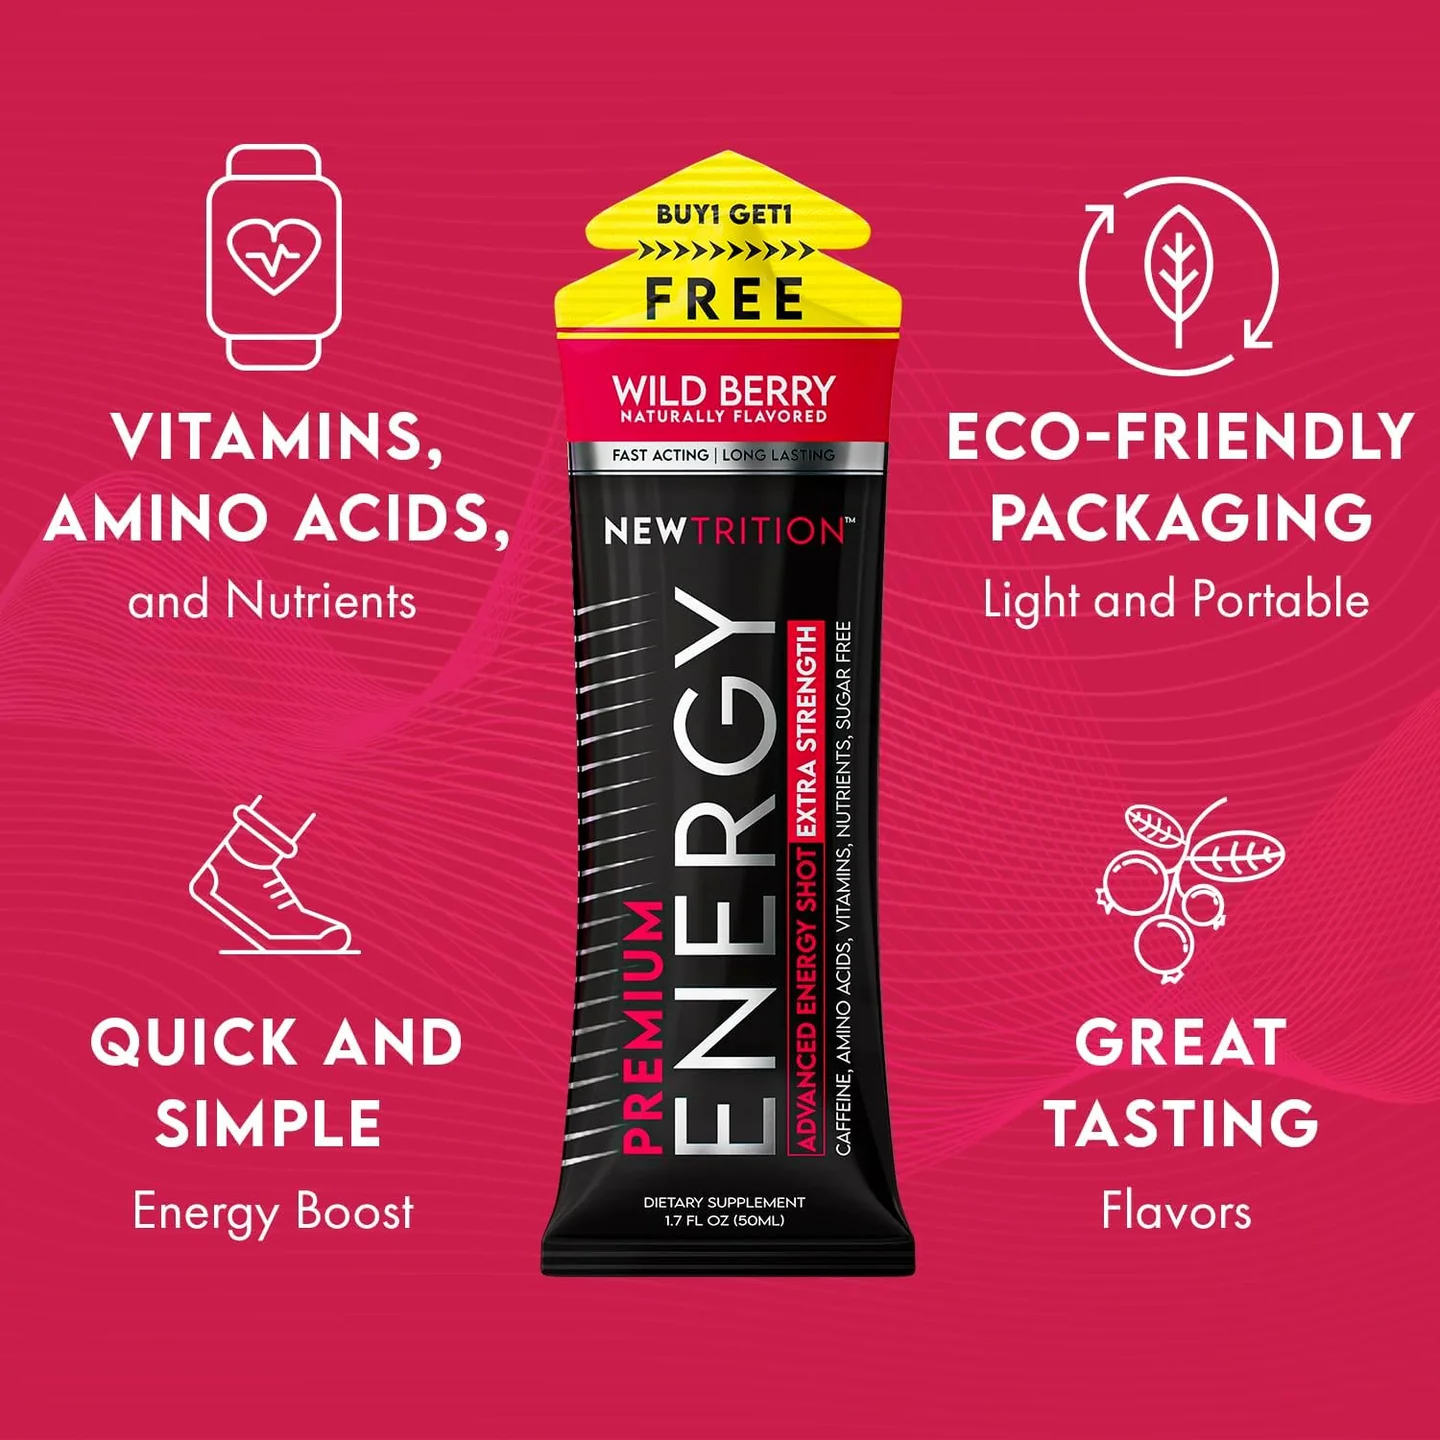 BUY1 GET1
>>>>>>>>>>
FREE
WILD BERRY
NATURALLY FLAVORED
FAST ACTING | LONG LASTING
NEWTRITION™
PREMIUM
ENERGY
ADVANCED ENERGY SHOT EXTRA STRENGTH
CAFFEINE, AMINO ACIDS, VITAMINS, NUTRIENTS, SUGAR FREE
DIETARY SUPPLEMENT
1.7 FL OZ (50ML)
VITAMINS,
AMINO ACIDS,
and Nutrients
ECO-FRIENDLY
PACKAGING
Light and Portable
QUICK AND
SIMPLE
Energy Boost
GREAT
TASTING
Flavors